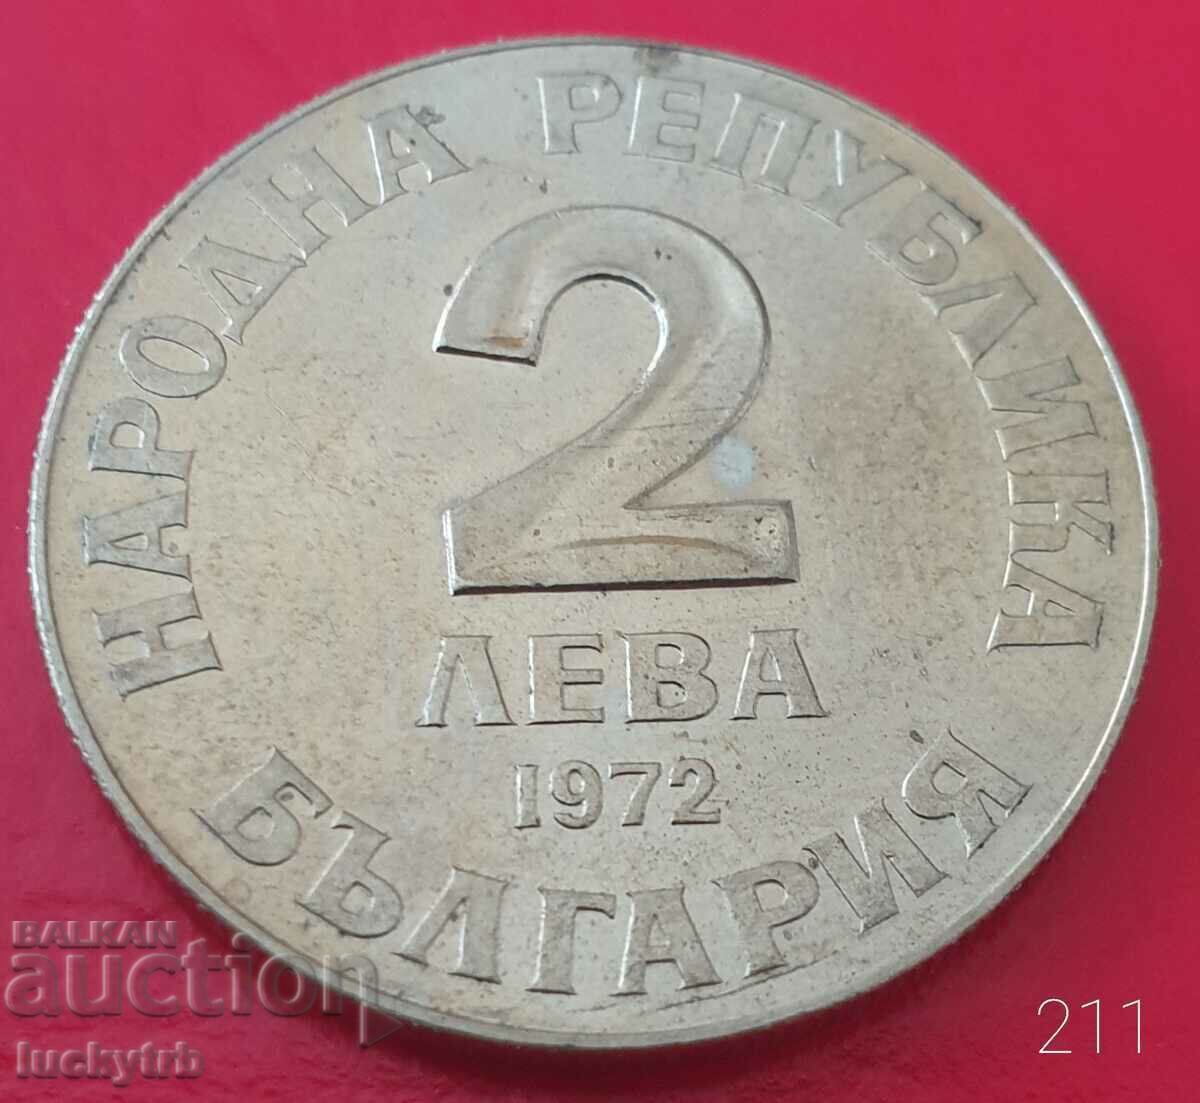 НАРОДНА РЕПУБЛИКА
2
ЛЕВА
1972
БЪЛГАРИЯ
BALKAN
auction
luckytrb
211